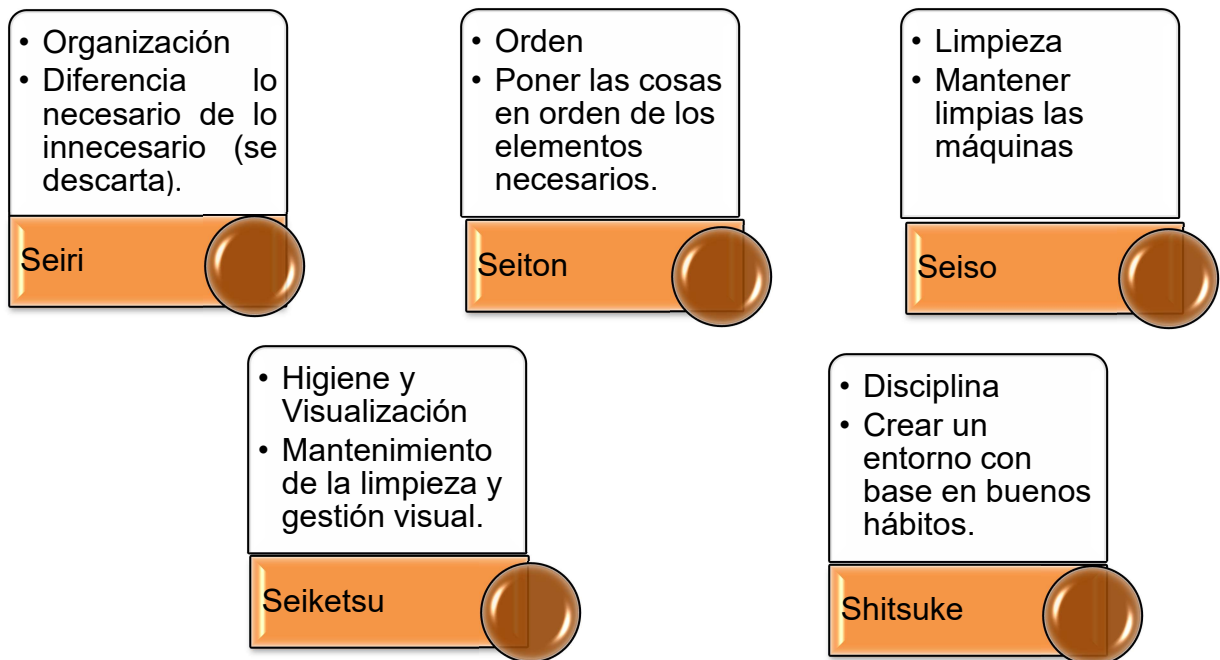 • Organización
• Diferencia lo
necesario de lo
innecesario (se
descarta).
Seiri
• Orden
• Poner las cosas
en orden de los
elementos
necesarios.
Seiton
• Limpieza
• Mantener
limpias las
máquinas
Seiso
• Higiene y
Visualización
• Mantenimiento
de la limpieza y
gestión visual.
Seiketsu
• Disciplina
• Crear un
entorno con
base en buenos
hábitos.
Shitsuke